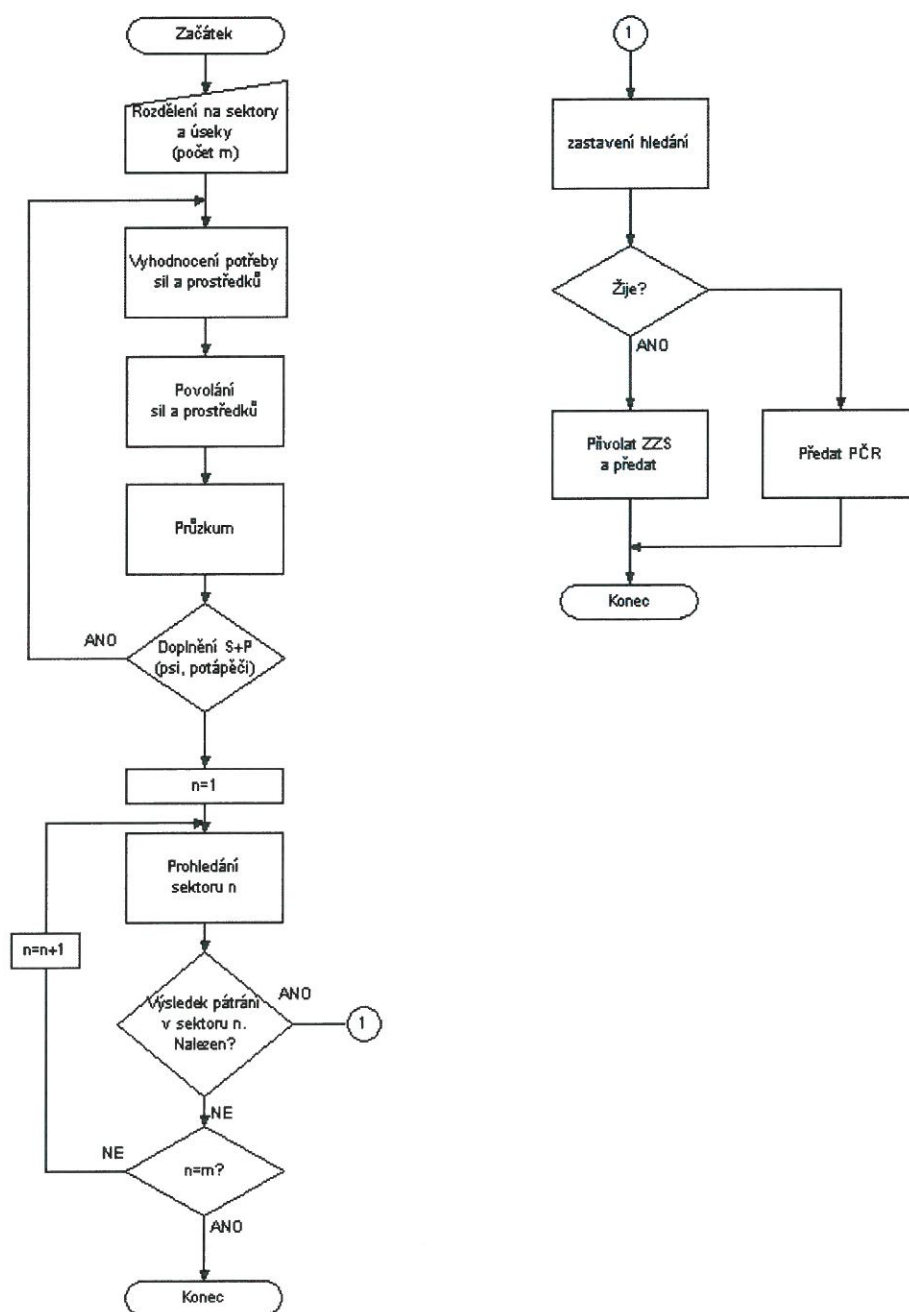 Začátek
Rozdělení na sektory
a úseky
(počet m)
Vyhodnocení potřeby
sil a prostředků
Povolání
sil a prostředků
Průzkum
ANO
Doplnění S+P
(psi, potápěči)
n=1
Prohledání
sektoru n
n=n+1
Výsledek pátrání
v sektoru n.
Nalezen?
ANO
1
NE
NE
n=m?
ANO
Konec
1
zastavení hledání
Žije?
ANO
Přivolat ZZS
a předat
Předat PČR
Konec